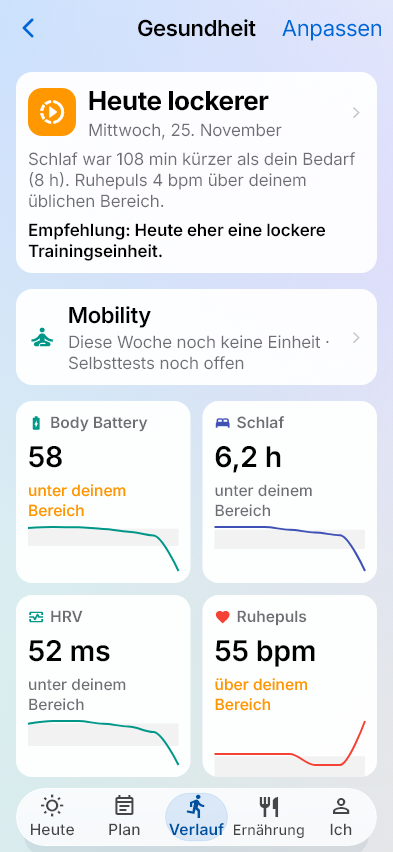 Gesundheit
Anpassen
Heute lockerer
Mittwoch, 25. November
Schlaf war 108 min kürzer als dein Bedarf
(8 h). Ruhepuls 4 bpm über deinem
üblichen Bereich.
Empfehlung: Heute eher eine lockere
Trainingseinheit.
Mobility
Diese Woche noch keine Einheit ·
Selbsttests noch offen
Body Battery
58
unter deinem
Bereich
Schlaf
6,2 h
unter deinem
Bereich
HRV
52 ms
unter deinem
Bereich
Ruhepuls
55 bpm
über deinem
Bereich
Heute
Plan
Verlauf
Ernährung
Ich